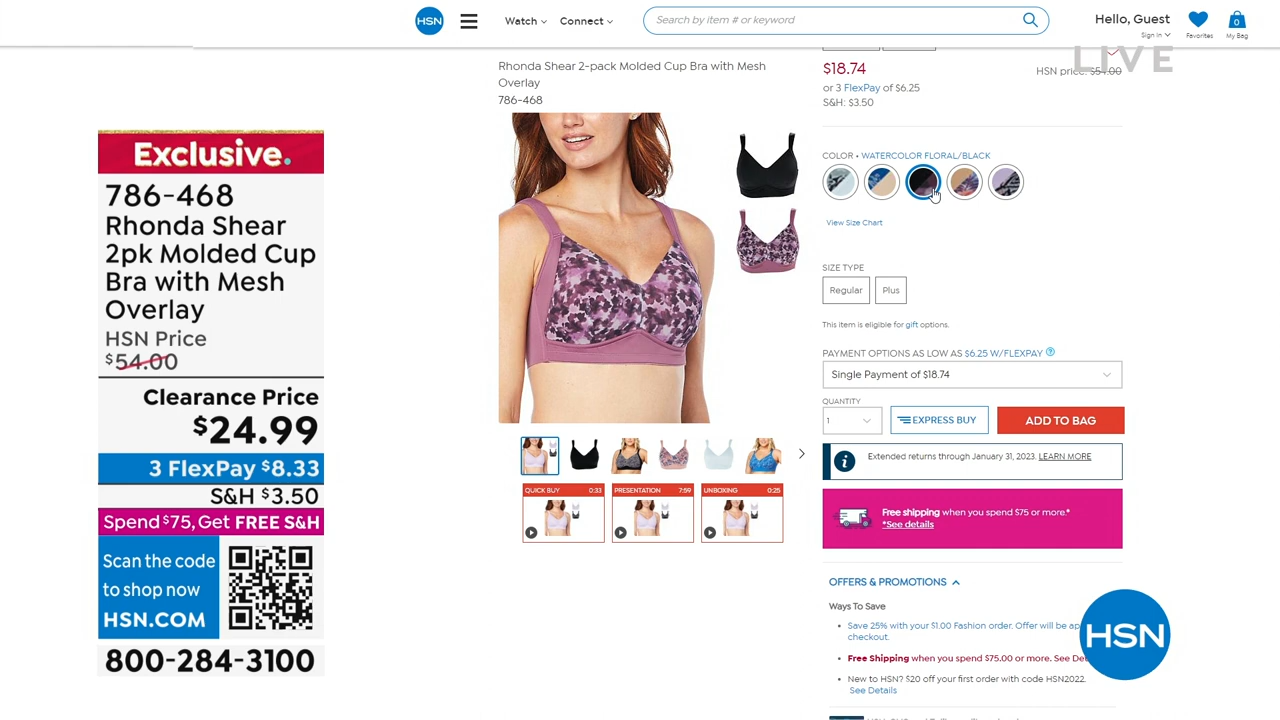 HSN
Watch
Connect
Search by item # or keyword
Hello, Guest
Sign in
Favorites
0
My Bag
LIVE
Exclusive.
786-468
Rhonda Shear
2pk Molded Cup
Bra with Mesh
Overlay
HSN Price
$54.00
Clearance Price
$24.99
3 FlexPay $8.33
S&H $3.50
Spend $75, Get FREE S&H
Scan the code
to shop now
HSN.COM
800-284-3100
Rhonda Shear 2-pack Molded Cup Bra with Mesh
Overlay
786-468
QUICK BUY 0:33
PRESENTATION 7:59
UNBOXING 0:25
$18.74
HSN price: $54.00
or 3 FlexPay of $6.25
S&H: $3.50
COLOR • WATERCOLOR FLORAL/BLACK
View Size Chart
SIZE TYPE
Regular
Plus
This item is eligible for gift options.
PAYMENT OPTIONS AS LOW AS $6.25 W/FLEXPAY ?
Single Payment of $18.74
QUANTITY
1
EXPRESS BUY
ADD TO BAG
i
Extended returns through January 31, 2023. LEARN MORE
Free shipping when you spend $75 or more.*
*See details
OFFERS & PROMOTIONS
Ways To Save
• Save 25% with your $1.00 Fashion order. Offer will be
checkout.
• Free Shipping when you spend $75.00 or more. See
• New to HSN? $20 off your first order with code HSN2022.
See Details
HSN